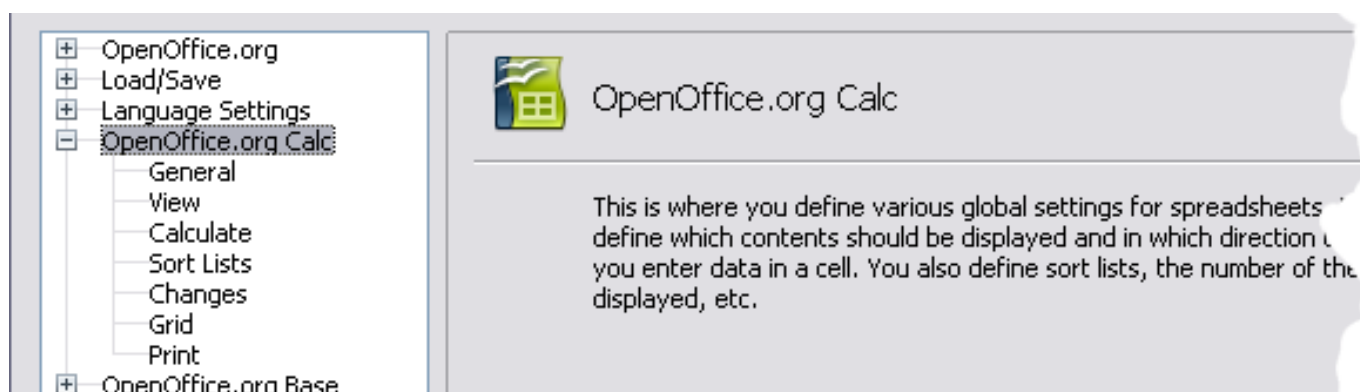 OpenOffice.org
Load/Save
Language Settings
OpenOffice.org Calc
General
View
Calculate
Sort Lists
Changes
Grid
Print
OpenOffice.org Base
OpenOffice.org Calc
This is where you define various global settings for spreadsheets.
define which contents should be displayed and in which direction
you enter data in a cell. You also define sort lists, the number of the
displayed, etc.